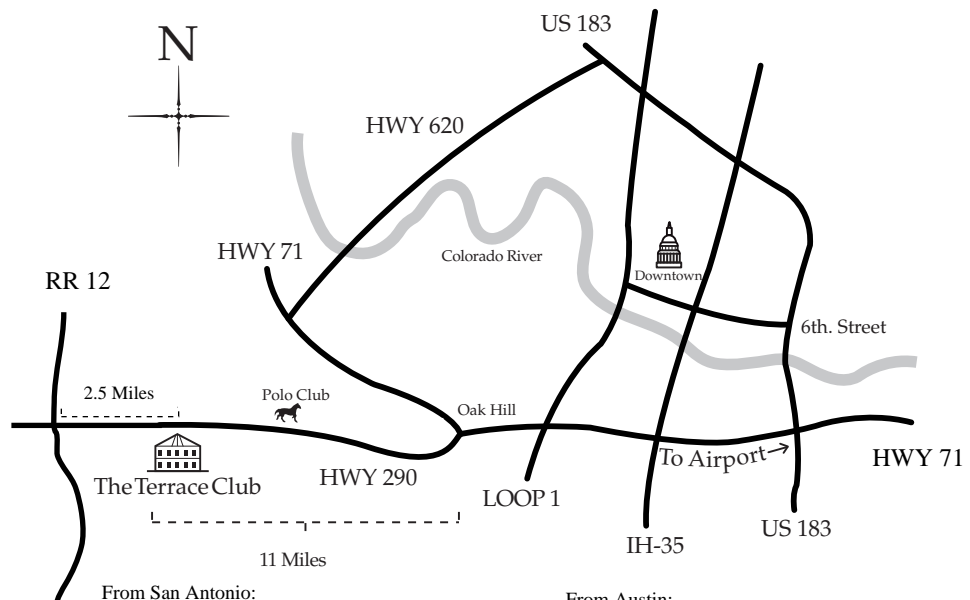 US 183
N
HWY 620
HWY 71
Colorado River
Downtown
RR 12
6th. Street
2.5 Miles
Polo Club
Oak Hill
To Airport→
HWY 71
The Terrace Club
HWY 290
LOOP 1
US 183
IH-35
11 Miles
From San Antonio:
From Austin: